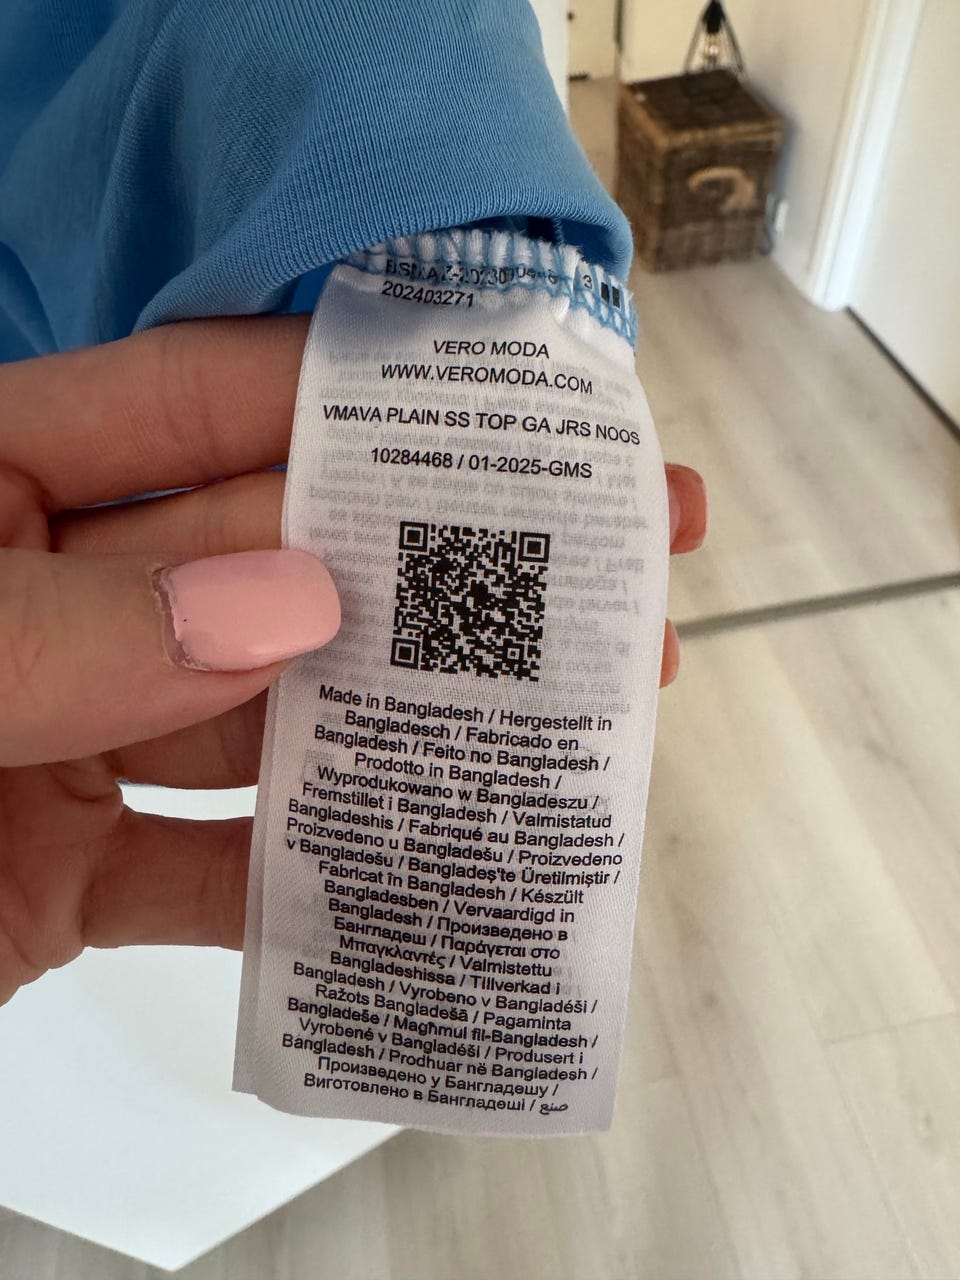 202403271
VERO MODA
WWW.VEROMODA.COM
VMAVA PLAIN SS TOP GA JRS NOOS
10284468 / 01-2025-GMS
Made in Bangladesh / Hergestellt in
Bangladesch / Fabricado en
Bangladesh / Feito no Bangladesh /
Prodotto in Bangladesh /
Wyprodukowano w Bangladeszu /
Fremstillet i Bangladesh / Valmistatud
Bangladeshis / Fabriqué au Bangladesh /
Proizvedeno u Bangladešu / Proizvedeno
v Bangladešu / Bangladeş'te Üretilmiştir /
Fabricat în Bangladesh / Készült
Bangladesben / Vervaardigd in
Bangladesh / Произведено в
Бангладеш / Παράγεται στο
Μπαγκλαντές / Valmistettu
Bangladeshissa / Tillverkad i
Bangladesh / Vyrobeno v Bangladéši /
Ražots Bangladešā / Pagaminta
Bangladeše / Magħmul fil-Bangladesh /
Vyrobené v Bangladéši / Produsert i
Bangladesh / Prodhuar në Bangladesh /
Произведено у Бангладешу /
Виготовлено в Бангладеші / صنع